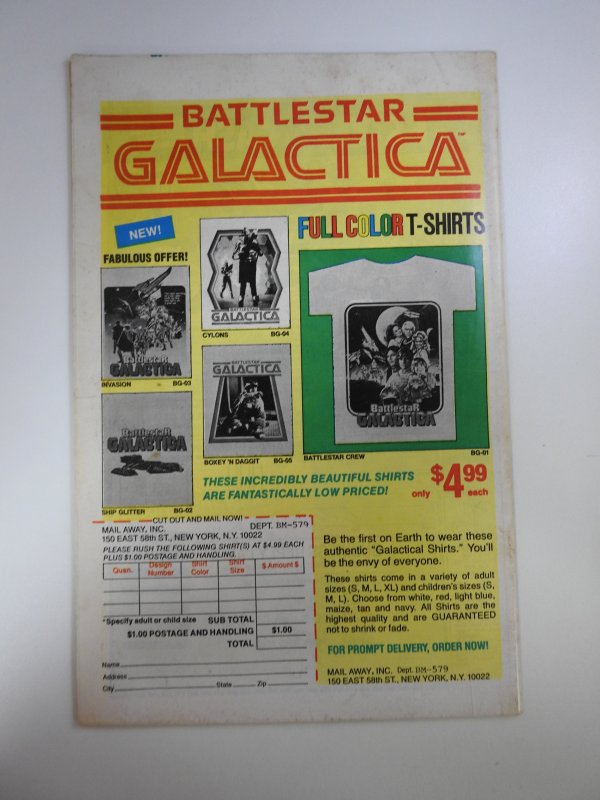 BATTLESTAR
GALACTICA™
NEW!
FABULOUS OFFER!
FULL COLOR T-SHIRTS
BattlestaR
GALACTICA
INVASION BG-03
BATTLESTAR
GALACTICA
CYLONS BG-04
BattlestaR
GALACTICA
SHIP GLITTER BG-02
BATTLESTAR
GALACTICA
BOXEY 'N DAGGIT BG-05
BattlestaR
GALACTICA
BATTLESTAR CREW BG-01
THESE INCREDIBLY BEAUTIFUL SHIRTS
ARE FANTASTICALLY LOW PRICED!
only $4.99 each
CUT OUT AND MAIL NOW!
MAIL AWAY, INC. DEPT. BM-579
150 EAST 58th ST., NEW YORK, N.Y. 10022
PLEASE RUSH THE FOLLOWING SHIRT(S) AT $4.99 EACH
PLUS $1.00 POSTAGE AND HANDLING.
Quan. Design Number Shirt Color Shirt Size $ Amount $
*Specify adult or child size SUB TOTAL
$1.00 POSTAGE AND HANDLING $1.00
TOTAL
Name
Address
City State Zip
Be the first on Earth to wear these
authentic "Galactical Shirts." You'll
be the envy of everyone.
These shirts come in a variety of adult
sizes (S, M, L, XL) and children's sizes (S,
M, L). Choose from white, red, light blue,
maize, tan and navy. All Shirts are the
highest quality and are GUARANTEED
not to shrink or fade.
FOR PROMPT DELIVERY, ORDER NOW!
MAIL AWAY, INC. Dept. BM-579
150 EAST 58th ST., NEW YORK, N.Y. 10022